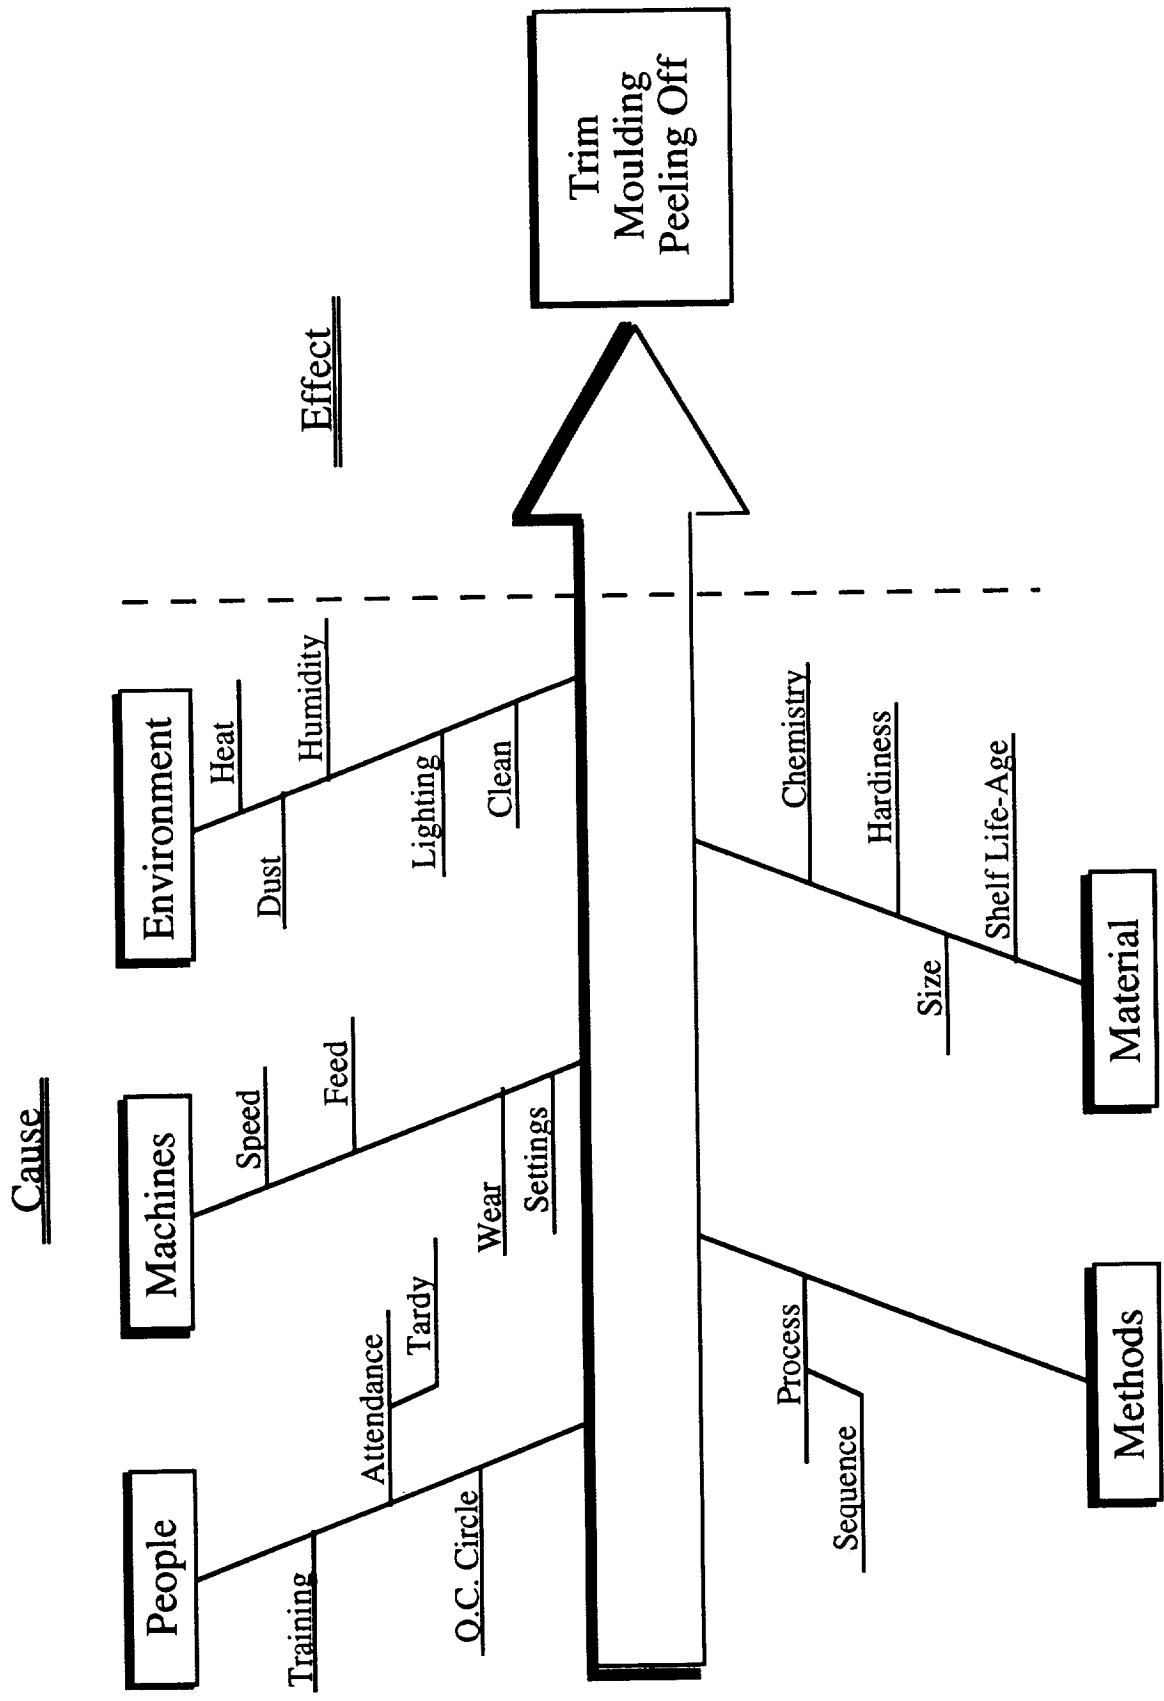 Cause
Effect
People
Training
Attendance
Tardy
Q.C. Circle
Machines
Speed
Feed
Wear
Settings
Environment
Heat
Dust
Humidity
Lighting
Clean
Trim
Moulding
Peeling Off
Methods
Process
Sequence
Material
Chemistry
Hardiness
Size
Shelf Life-Age